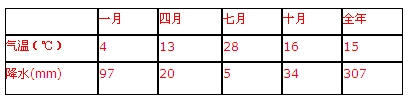 一月 四月 七月 十月 全年
气温(℃) 4 13 28 16 15
降水(mm) 97 20 5 34 307